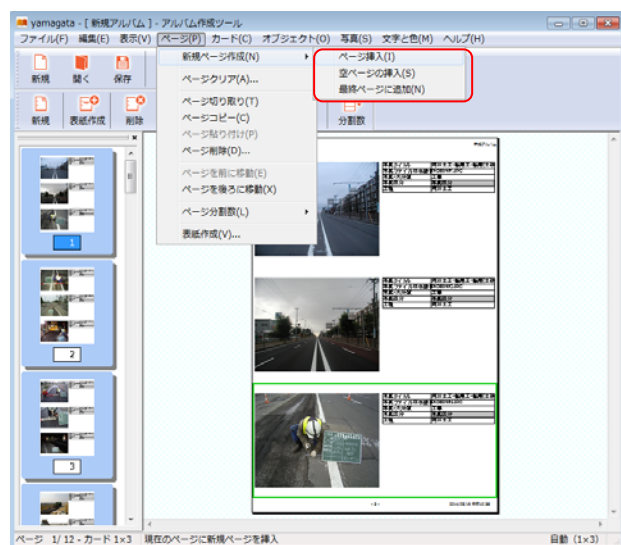 yamagata - [ 新規アルバム ] - アルバム作成ツール
ファイル(F) 編集(E) 表示(V) ページ(P) カード(C) オブジェクト(O) 写真(S) 文字と色(M) ヘルプ(H)
新規 開く 保存
新規 表紙作成 削除 分割数
新規ページ作成(N)
ページクリア(A)...
ページ切り取り(T)
ページコピー(C)
ページ貼り付け(P)
ページ削除(D)...
ページを前に移動(E)
ページを後ろに移動(X)
ページ分割数(L)
表紙作成(V)...
ページ挿入(I)
空ページの挿入(S)
最終ページに追加(N)
1
2
3
ページ 1/ 12 - カード 1×3 現在のページに新規ページを挿入 自動 (1×3)